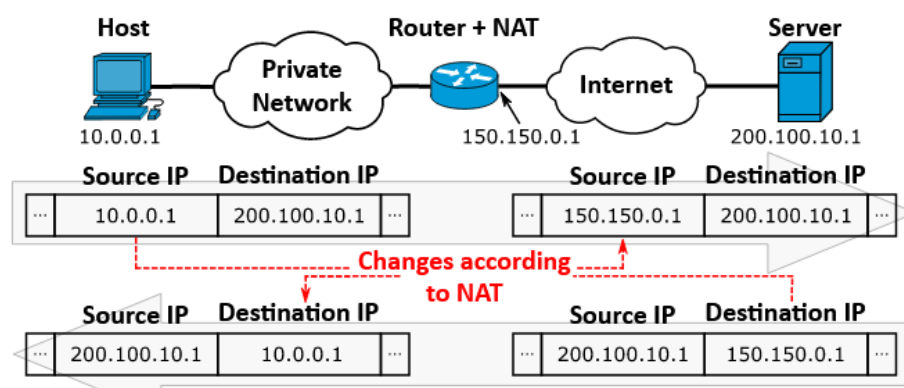 Host Router + NAT Server
Private
Network
Internet
10.0.0.1 150.150.0.1 200.100.10.1
Source IP Destination IP Source IP Destination IP
... 10.0.0.1 200.100.10.1 ... ... 150.150.0.1 200.100.10.1 ...
Changes according
to NAT
Source IP Destination IP Source IP Destination IP
... 200.100.10.1 10.0.0.1 ... ... 200.100.10.1 150.150.0.1 ...